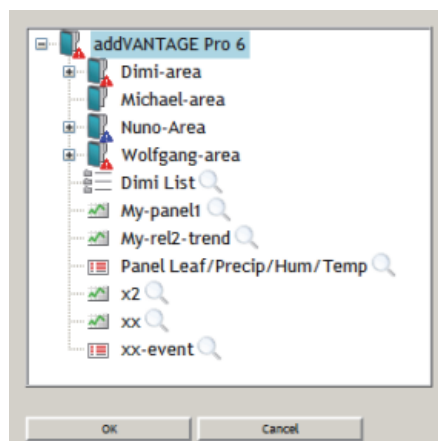 addVANTAGE Pro 6
Dimi-area
Michael-area
Nuno-Area
Wolfgang-area
Dimi List
My-panel1
My-rel2-trend
Panel Leaf/Precip/Hum/Temp
x2
xx
xx-event
OK Cancel